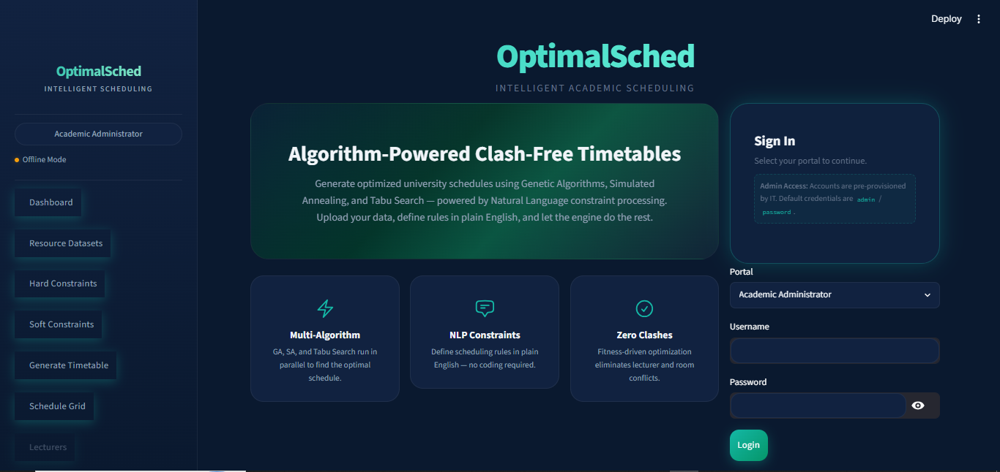 Deploy
OptimalSched
INTELLIGENT SCHEDULING
Academic Administrator
Offline Mode
Dashboard
Resource Datasets
Hard Constraints
Soft Constraints
Generate Timetable
Schedule Grid
Lecturers
OptimalSched
INTELLIGENT ACADEMIC SCHEDULING
Algorithm-Powered Clash-Free Timetables
Generate optimized university schedules using Genetic Algorithms, Simulated
Annealing, and Tabu Search — powered by Natural Language constraint processing.
Upload your data, define rules in plain English, and let the engine do the rest.
Multi-Algorithm
GA, SA, and Tabu Search run in
parallel to find the optimal
schedule.
NLP Constraints
Define scheduling rules in plain
English — no coding required.
Zero Clashes
Fitness-driven optimization
eliminates lecturer and room
conflicts.
Sign In
Select your portal to continue.
Admin Access: Accounts are pre-provisioned
by IT. Default credentials are admin /
password .
Portal
Academic Administrator
Username
Password
Login